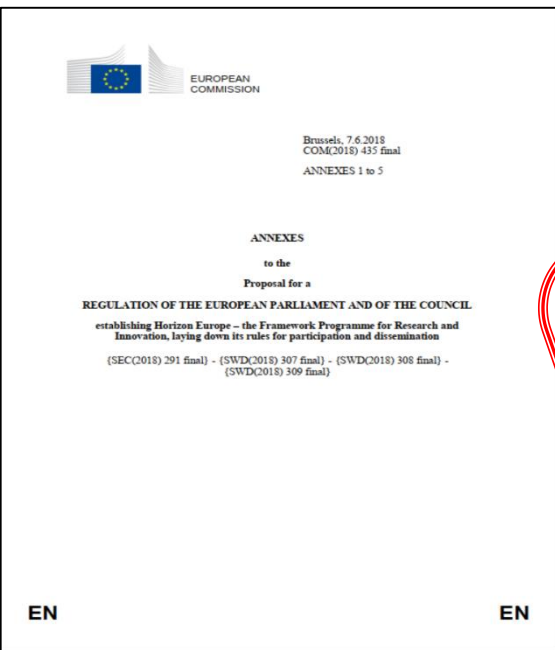 EUROPEAN
COMMISSION
Brussels, 7.6.2018
COM(2018) 435 final
ANNEXES 1 to 5
ANNEXES
to the
Proposal for a
REGULATION OF THE EUROPEAN PARLIAMENT AND OF THE COUNCIL
establishing Horizon Europe – the Framework Programme for Research and
Innovation, laying down its rules for participation and dissemination
{SEC(2018) 291 final} - {SWD(2018) 307 final} - {SWD(2018) 308 final} -
{SWD(2018) 309 final}
EN
EN